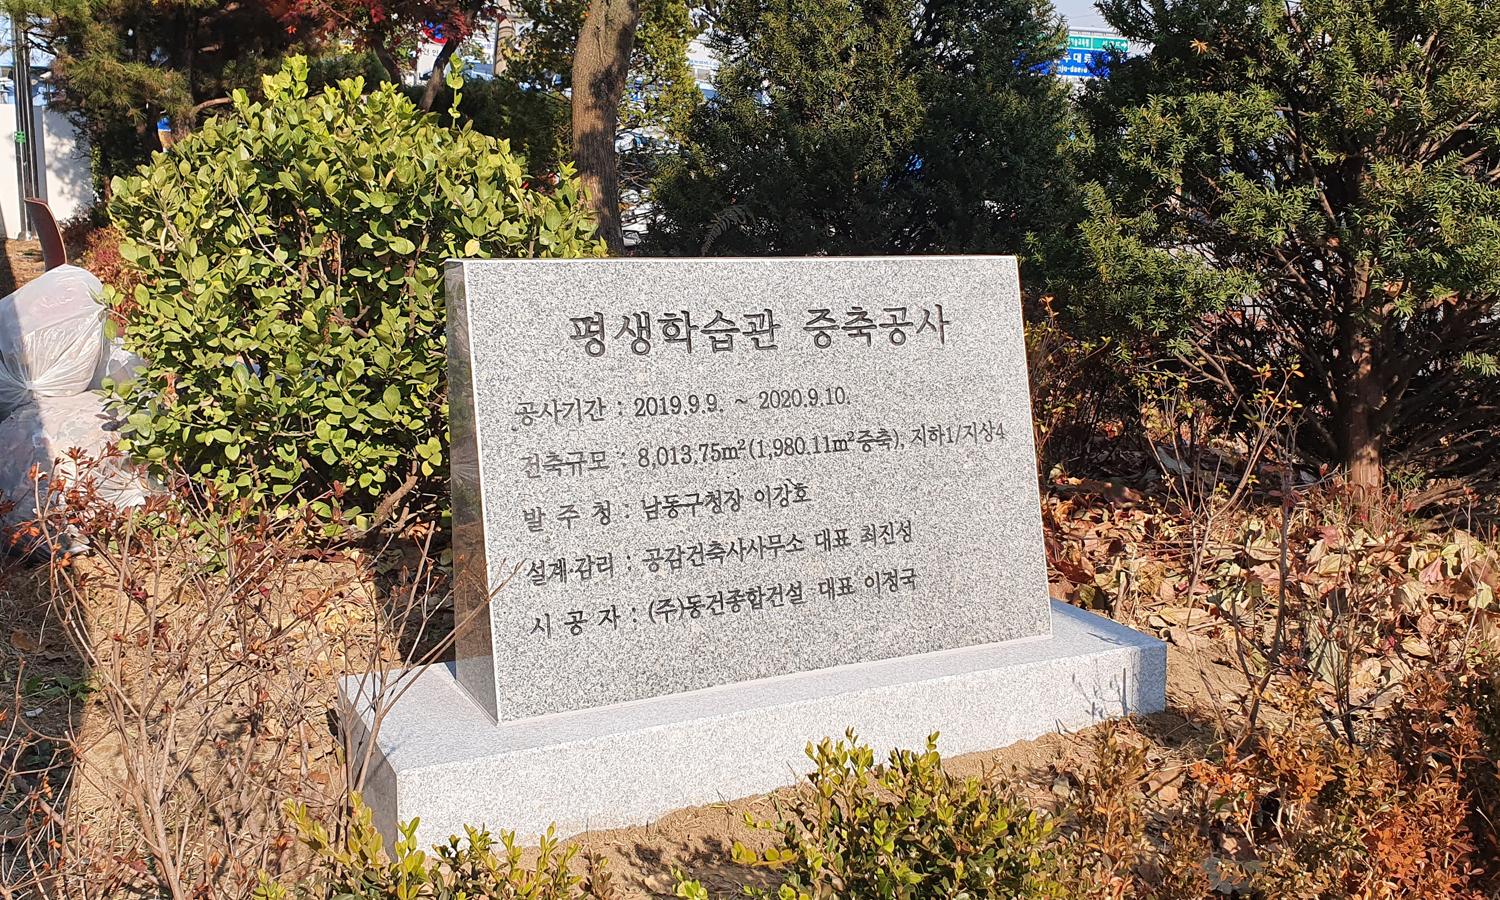 평생학습관 증축공사
공사기간 : 2019.9.9. ~ 2020.9.10.
건축규모 : 8,013.75m²(1,980.11m²증축), 지하1/지상4
발 주 청 : 남동구청장 이강호
설계·감리 : 공감건축사사무소 대표 최진성
시 공 자 : (주)동건종합건설 대표 이정국